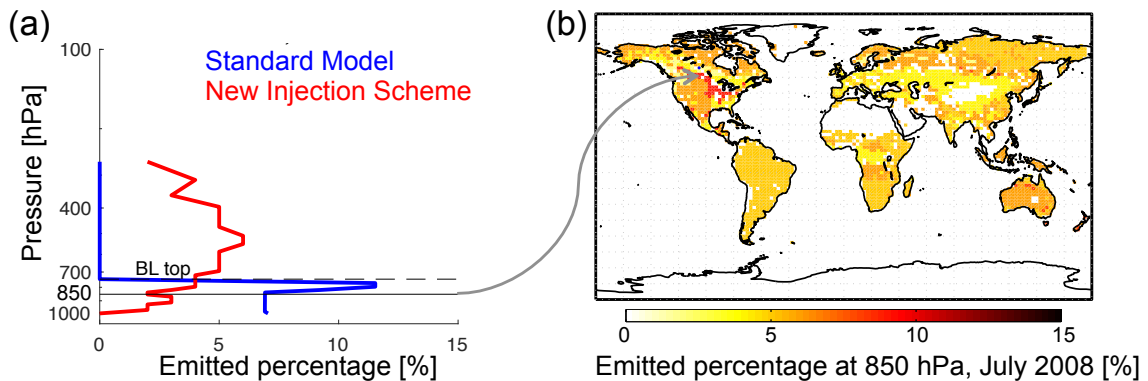 (a)
Standard Model
New Injection Scheme
Pressure [hPa]
100
400
700
850
1000
BL top
0 5 10 15
Emitted percentage [%]
(b)
0 5 10 15
Emitted percentage at 850 hPa, July 2008 [%]